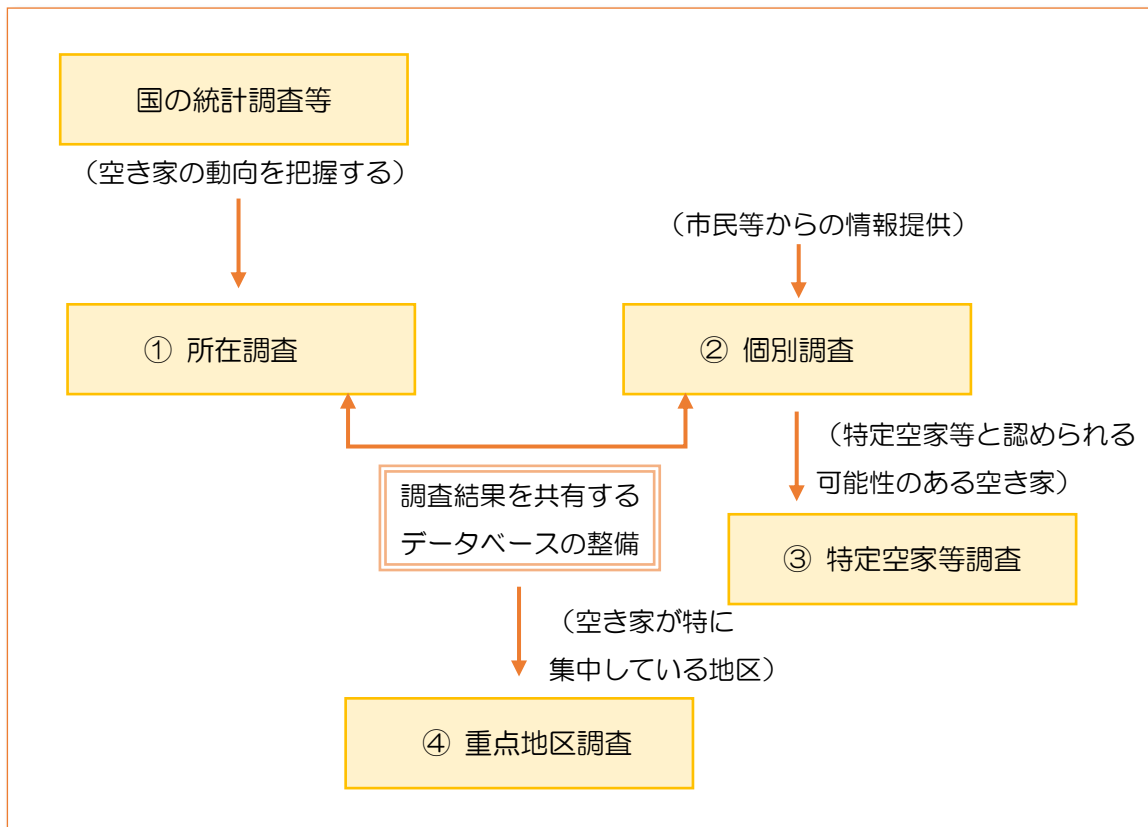 国の統計調査等
（空き家の動向を把握する）
（市民等からの情報提供）
① 所在調査
② 個別調査
（特定空家等と認められる
可能性のある空き家）
調査結果を共有する
データベースの整備
③ 特定空家等調査
（空き家が特に
集中している地区）
④ 重点地区調査